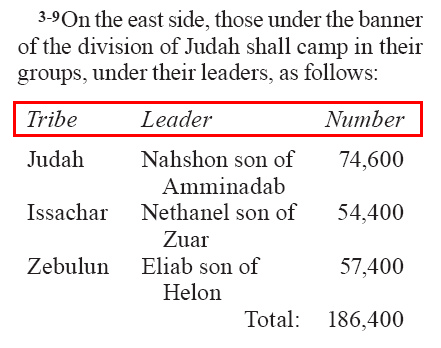 3-9On the east side, those under the banner
of the division of Judah shall camp in their
groups, under their leaders, as follows:
Tribe Leader Number
Judah Nahshon son of 74,600
Amminadab
Issachar Nethanel son of 54,400
Zuar
Zebulun Eliab son of 57,400
Helon
Total: 186,400